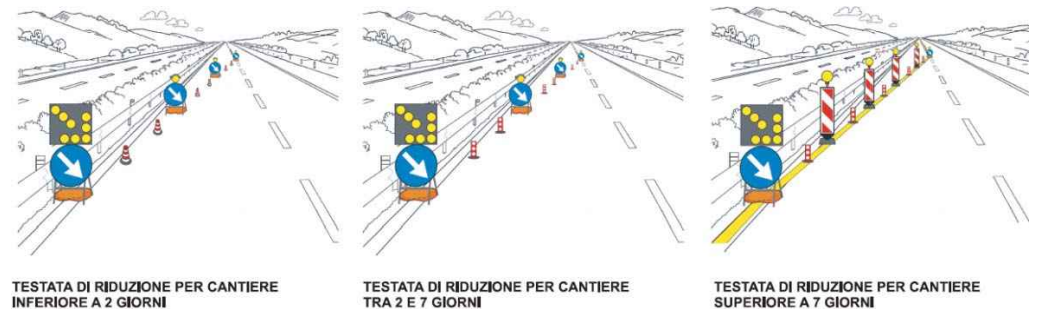 TESTATA DI RIDUZIONE PER CANTIERE
INFERIORE A 2 GIORNI
TESTATA DI RIDUZIONE PER CANTIERE
TRA 2 E 7 GIORNI
TESTATA DI RIDUZIONE PER CANTIERE
SUPERIORE A 7 GIORNI